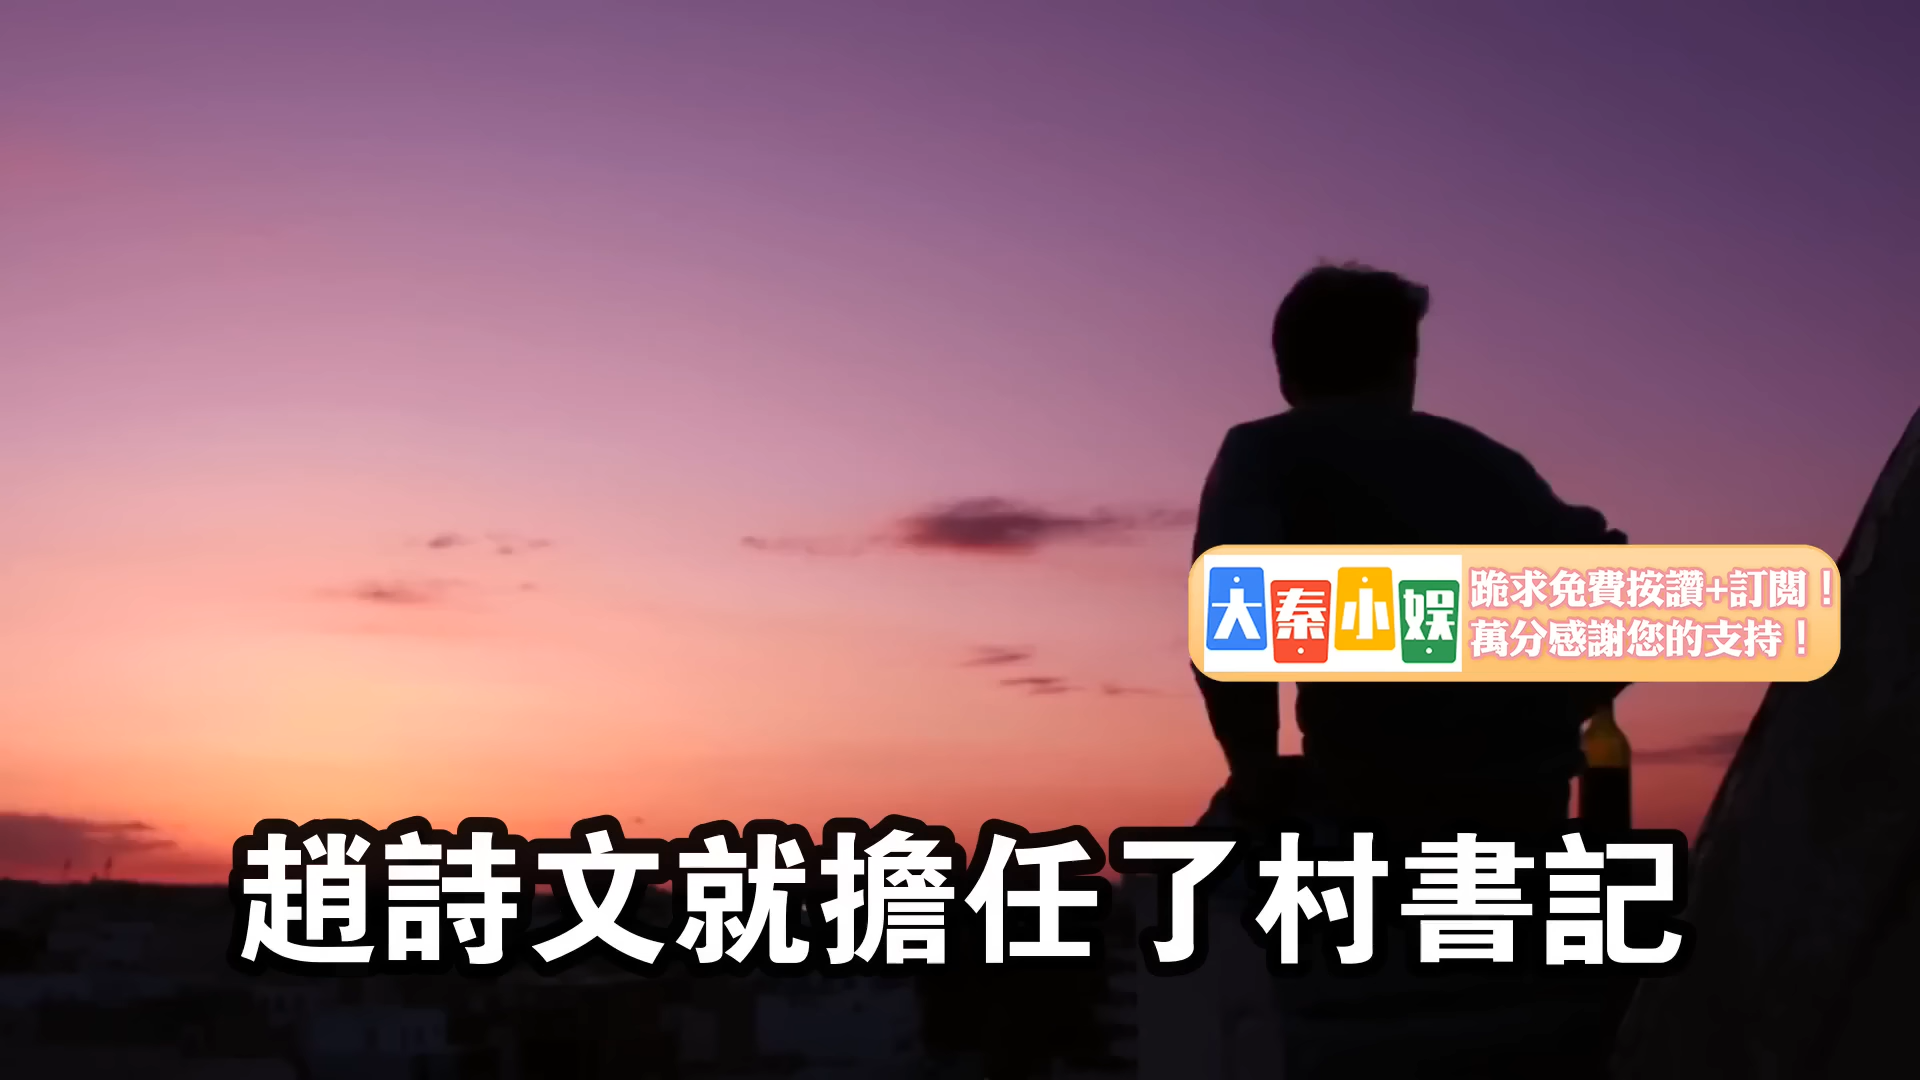 大秦小娱
跪求免費按讚+訂閱！
萬分感謝您的支持！
趙詩文就擔任了村書記